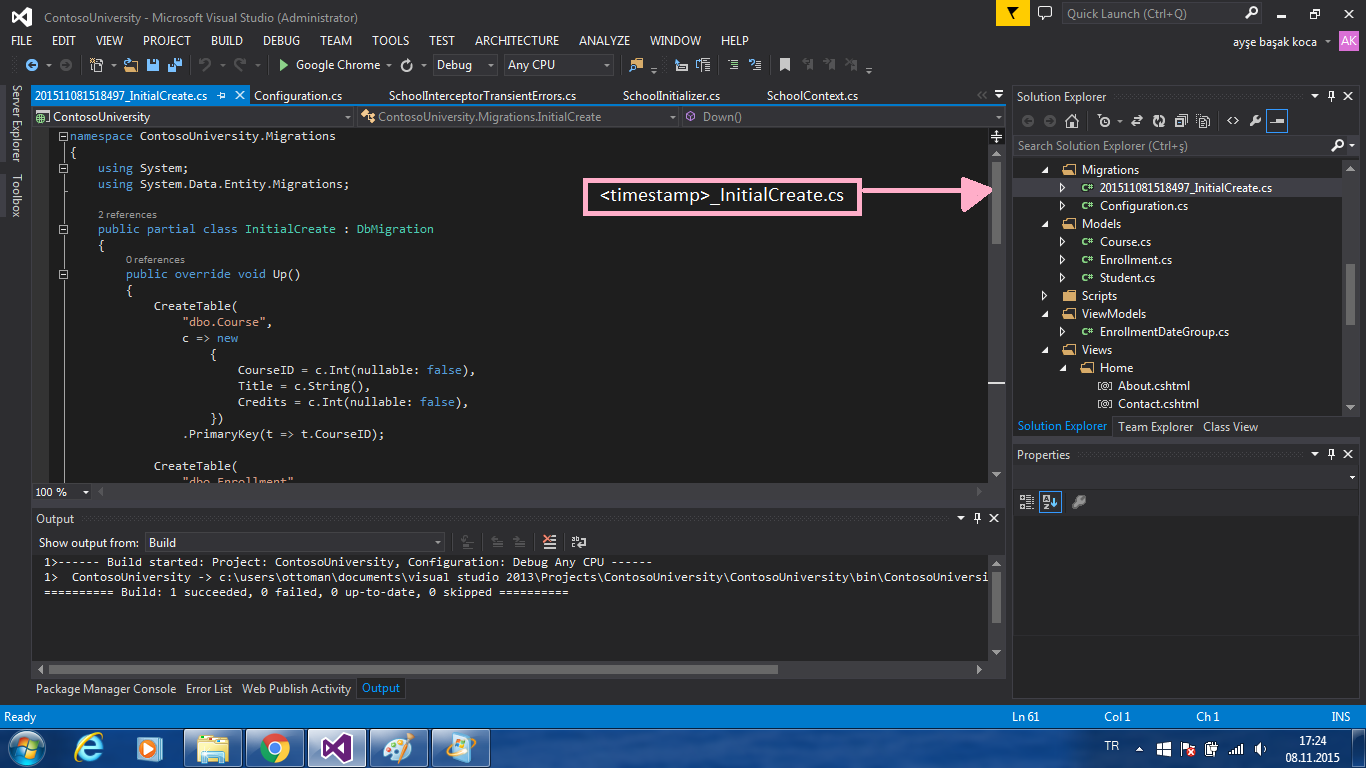 ContosoUniversity - Microsoft Visual Studio (Administrator)
Quick Launch (Ctrl+Q)
FILE EDIT VIEW PROJECT BUILD DEBUG TEAM TOOLS TEST ARCHITECTURE ANALYZE WINDOW HELP
ayşe başak koca AK
Google Chrome Debug Any CPU
Server Explorer
Toolbox
201511081518497_InitialCreate.cs Configuration.cs SchoolInterceptorTransientErrors.cs SchoolInitializer.cs SchoolContext.cs
ContosoUniversity ContosoUniversity.Migrations.InitialCreate Down()
namespace ContosoUniversity.Migrations
{
using System;
using System.Data.Entity.Migrations;
2 references
public partial class InitialCreate : DbMigration
{
0 references
public override void Up()
{
CreateTable(
"dbo.Course",
c => new
{
CourseID = c.Int(nullable: false),
Title = c.String(),
Credits = c.Int(nullable: false),
})
.PrimaryKey(t => t.CourseID);
CreateTable(
"dbo.Enrollment"
100 %
<timestamp>_InitialCreate.cs
Solution Explorer
Search Solution Explorer (Ctrl+ş)
Migrations
C# 201511081518497_InitialCreate.cs
C# Configuration.cs
Models
C# Course.cs
C# Enrollment.cs
C# Student.cs
Scripts
ViewModels
C# EnrollmentDateGroup.cs
Views
Home
[@] About.cshtml
[@] Contact.cshtml
Solution Explorer Team Explorer Class View
Properties
Output
Show output from: Build
1>------ Build started: Project: ContosoUniversity, Configuration: Debug Any CPU ------
1> ContosoUniversity -> c:\users\ottoman\documents\visual studio 2013\Projects\ContosoUniversity\ContosoUniversity\bin\ContosoUniversi
========== Build: 1 succeeded, 0 failed, 0 up-to-date, 0 skipped ==========
Package Manager Console Error List Web Publish Activity Output
Ready Ln 61 Col 1 Ch 1 INS
TR 17:24
08.11.2015